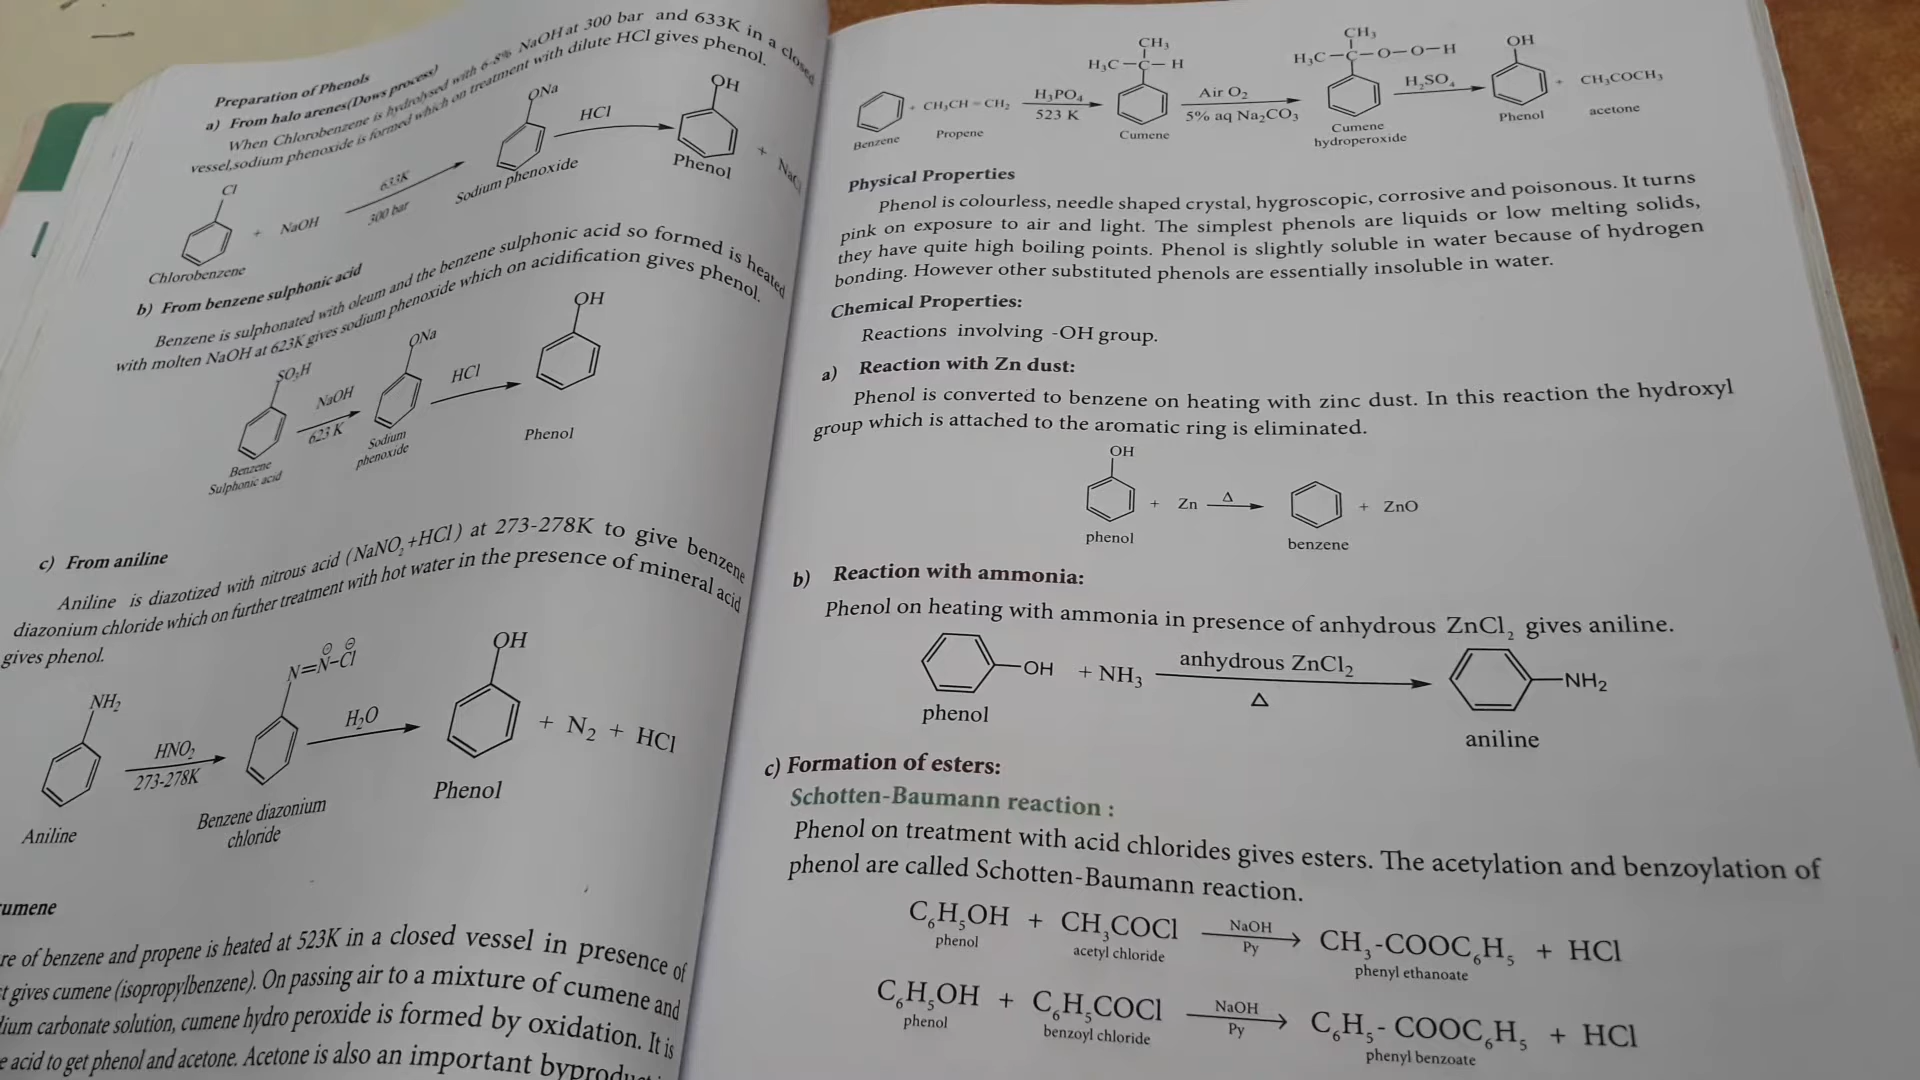 Preparation of Phenols
a) From halo arenes(Dows process)
When Chlorobenzene is hydrolysed with 6-8% NaOH at 300 bar and 633K in a closed
vessel,sodium phenoxide is formed which on treatment with dilute HCl gives phenol.
Cl
+ NaOH
633K
300 bar
ONa
HCl
OH
+ NaCl
Chlorobenzene
Sodium phenoxide
Phenol
b) From benzene sulphonic acid
Benzene is sulphonated with oleum and the benzene sulphonic acid so formed is heated
with molten NaOH at 623K gives sodium phenoxide which on acidification gives phenol.
SO₃H
NaOH
623 K
ONa
HCl
OH
Benzene
Sulphonic acid
Sodium
phenoxide
Phenol
c) From aniline
Aniline is diazotized with nitrous acid (NaNO₂+HCl) at 273-278K to give benzene
diazonium chloride which on further treatment with hot water in the presence of mineral acid
gives phenol.
NH₂
HNO₂
273-278K
N=N-Cl
H₂O
OH
+ N₂ + HCl
Aniline
Benzene diazonium
chloride
Phenol
umene
re of benzene and propene is heated at 523K in a closed vessel in presence of
t gives cumene (isopropylbenzene). On passing air to a mixture of cumene and
ium carbonate solution, cumene hydro peroxide is formed by oxidation. It is
e acid to get phenol and acetone. Acetone is also an important
CH₃
H₃C-C-H
CH₃
H₃C-C-O-O-H
OH
+ CH₃CH=CH₂
H₃PO₄
523 K
Air O₂
5% aq Na₂CO₃
H₂SO₄
+ CH₃COCH₃
Benzene
Propene
Cumene
Cumene
hydroperoxide
Phenol
acetone
Physical Properties
Phenol is colourless, needle shaped crystal, hygroscopic, corrosive and poisonous. It turns
pink on exposure to air and light. The simplest phenols are liquids or low melting solids,
they have quite high boiling points. Phenol is slightly soluble in water because of hydrogen
bonding. However other substituted phenols are essentially insoluble in water.
Chemical Properties:
Reactions involving -OH group.
a) Reaction with Zn dust:
Phenol is converted to benzene on heating with zinc dust. In this reaction the hydroxyl
group which is attached to the aromatic ring is eliminated.
OH
+ Zn Δ + ZnO
phenol
benzene
b) Reaction with ammonia:
Phenol on heating with ammonia in presence of anhydrous ZnCl₂ gives aniline.
OH + NH₃ anhydrous ZnCl₂ NH₂
Δ
phenol
aniline
c) Formation of esters:
Schotten-Baumann reaction :
Phenol on treatment with acid chlorides gives esters. The acetylation and benzoylation of
phenol are called Schotten-Baumann reaction.
C₆H₅OH + CH₃COCl NaOH → CH₃-COOC₆H₅ + HCl
Py
phenol acetyl chloride phenyl ethanoate
C₆H₅OH + C₆H₅COCl NaOH → C₆H₅- COOC₆H₅ + HCl
Py
phenol benzoyl chloride phenyl benzoate